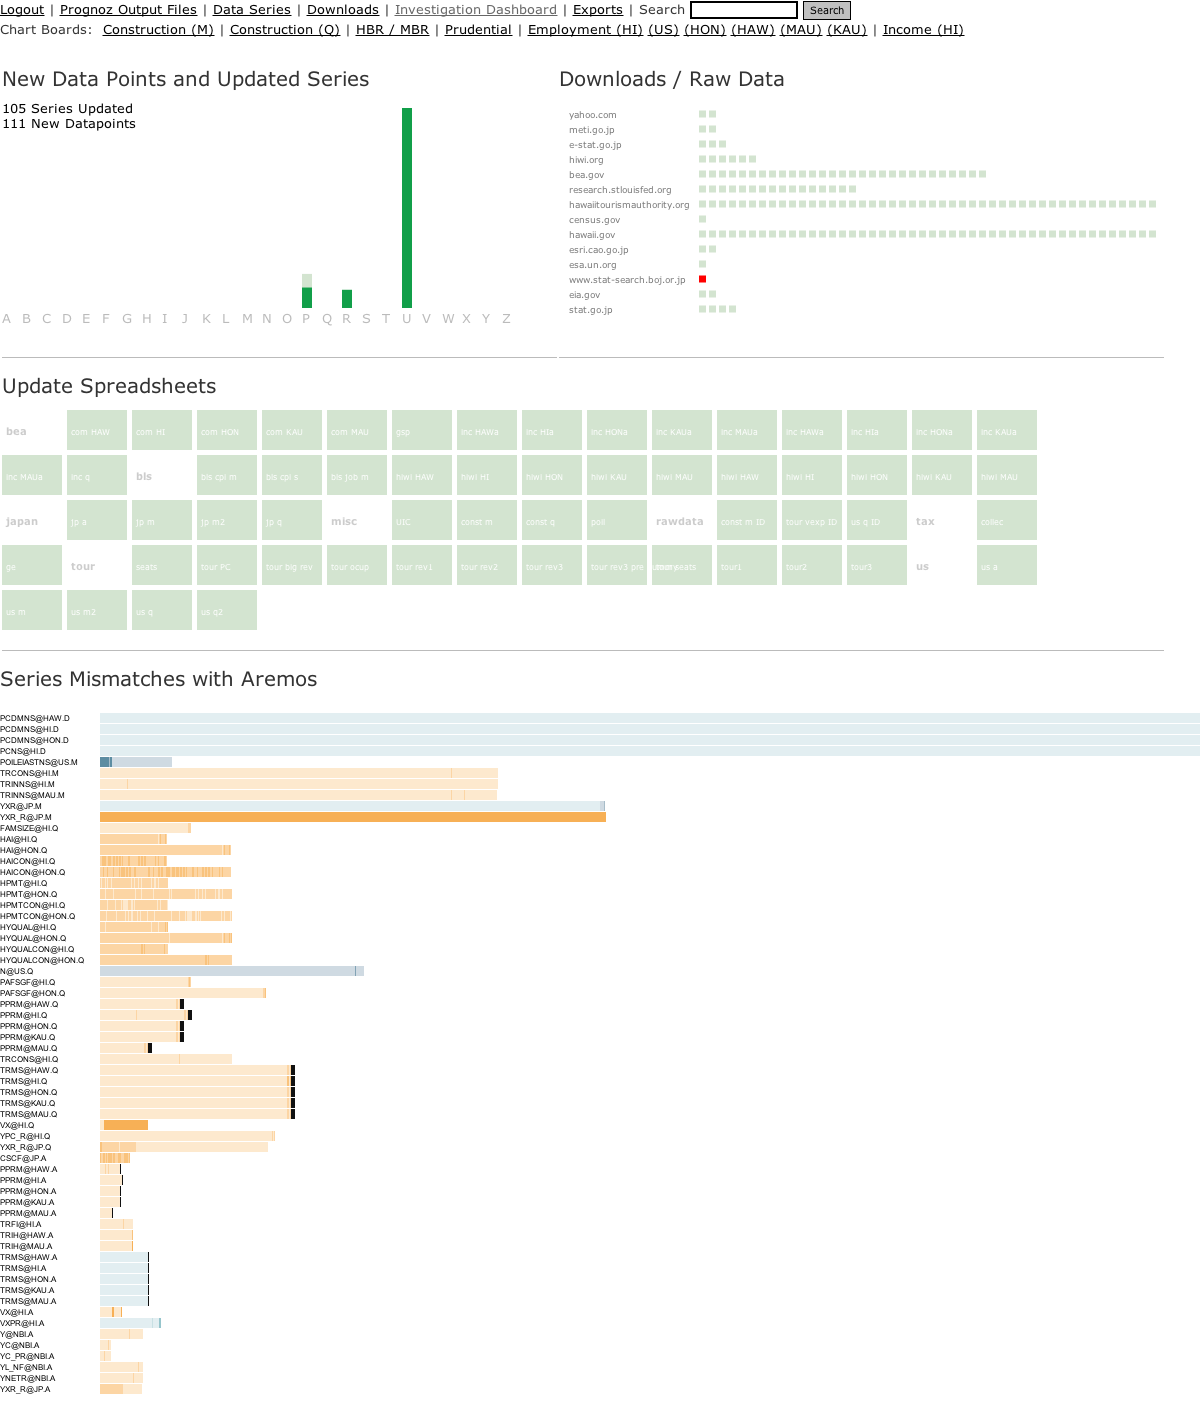 Logout | Prognoz Output Files | Data Series | Downloads | Investigation Dashboard | Exports | Search Search
Chart Boards: Construction (M) | Construction (Q) | HBR / MBR | Prudential | Employment (HI) (US) (HON) (HAW) (MAU) (KAU) | Income (HI)
New Data Points and Updated Series
105 Series Updated
111 New Datapoints
A B C D E F G H I J K L M N O P Q R S T U V W X Y Z
Downloads / Raw Data
yahoo.com
meti.go.jp
e-stat.go.jp
hiwi.org
bea.gov
research.stlouisfed.org
hawaiitourismauthority.org
census.gov
hawaii.gov
esri.cao.go.jp
esa.un.org
www.stat-search.boj.or.jp
eia.gov
stat.go.jp
Update Spreadsheets
bea com HAW com HI com HON com KAU com MAU gsp inc HAWa inc HIa inc HONa inc KAUa inc MAUa inc HAWa inc HIa inc HONa inc KAUa
inc MAUa inc q bls bls cpi m bls cpi s bls job m hiwi HAW hiwi HI hiwi HON hiwi KAU hiwi MAU hiwi HAW hiwi HI hiwi HON hiwi KAU hiwi MAU
japan jp a jp m jp m2 jp q misc UIC const m const q poil rawdata const m ID tour vexp ID us q ID tax collec
ge tour seats tour PC tour big rev tour ocup tour rev1 tour rev2 tour rev3 tour rev3 pre tour1 tour2 tour3 us us a
us m us m2 us q us q2
Series Mismatches with Aremos
PCDMNS@HAW.D
PCDMNS@HI.D
PCDMNS@HON.D
PCNS@HI.D
POILEIASTNS@US.M
TRCONS@HI.M
TRINNS@HI.M
TRINNS@MAU.M
YXR@JP.M
YXR_R@JP.M
FAMSIZE@HI.Q
HAI@HI.Q
HAI@HON.Q
HAICON@HI.Q
HAICON@HON.Q
HPMT@HI.Q
HPMT@HON.Q
HPMTCON@HI.Q
HPMTCON@HON.Q
HYQUAL@HI.Q
HYQUAL@HON.Q
HYQUALCON@HI.Q
HYQUALCON@HON.Q
N@US.Q
PAFSGF@HI.Q
PAFSGF@HON.Q
PPRM@HAW.Q
PPRM@HI.Q
PPRM@HON.Q
PPRM@KAU.Q
PPRM@MAU.Q
TRCONS@HI.Q
TRMS@HAW.Q
TRMS@HI.Q
TRMS@HON.Q
TRMS@KAU.Q
TRMS@MAU.Q
VX@HI.Q
YPC_R@HI.Q
YXR_R@JP.Q
CSCF@JP.A
PPRM@HAW.A
PPRM@HI.A
PPRM@HON.A
PPRM@KAU.A
PPRM@MAU.A
TRFI@HI.A
TRIH@HAW.A
TRIH@MAU.A
TRMS@HAW.A
TRMS@HI.A
TRMS@HON.A
TRMS@KAU.A
TRMS@MAU.A
VX@HI.A
VXPR@HI.A
Y@NBI.A
YC@NBI.A
YC_PR@NBI.A
YL_NF@NBI.A
YNETR@NBI.A
YXR_R@JP.A